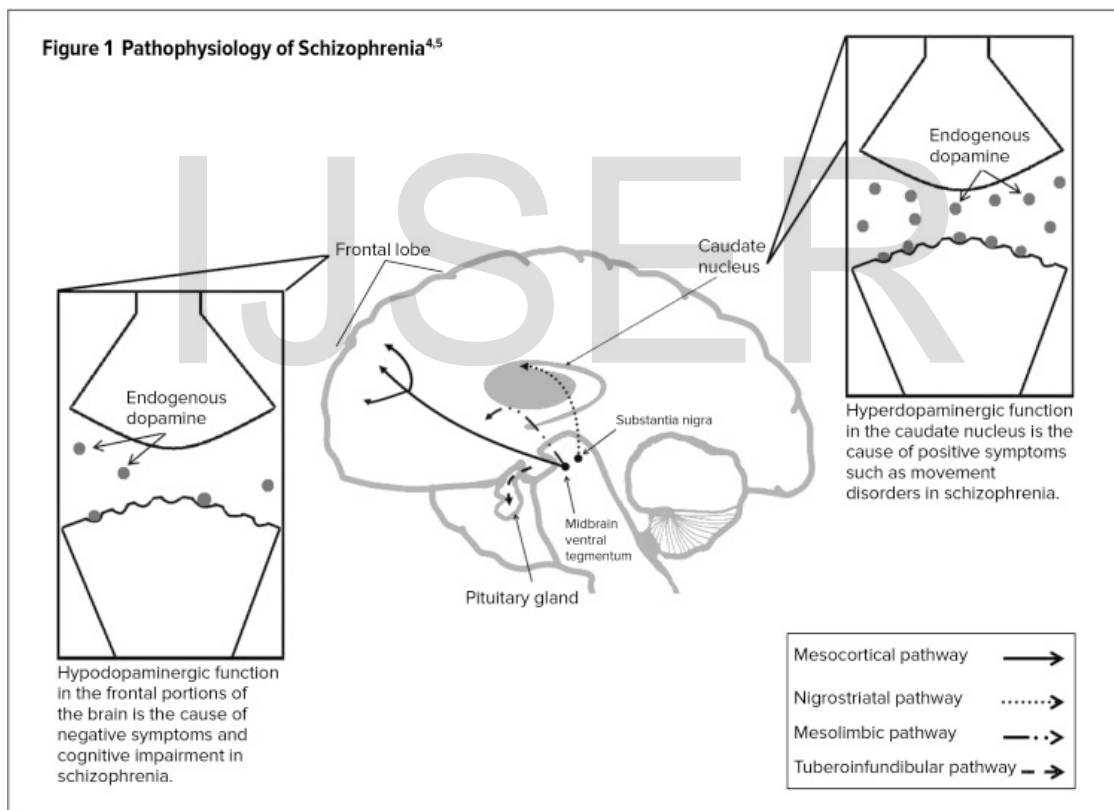 Figure 1 Pathophysiology of Schizophrenia4,5
IJSER
Endogenous
dopamine
Frontal lobe
Caudate
nucleus
Endogenous
dopamine
Substantia nigra
Hyperdopaminergic function
in the caudate nucleus is the
cause of positive symptoms
such as movement
disorders in schizophrenia.
Midbrain
ventral
tegmentum
Pituitary gland
Hypodopaminergic function
in the frontal portions of
the brain is the cause of
negative symptoms and
cognitive impairment in
schizophrenia.
Mesocortical pathway
Nigrostriatal pathway
Mesolimbic pathway
Tuberoinfundibular pathway